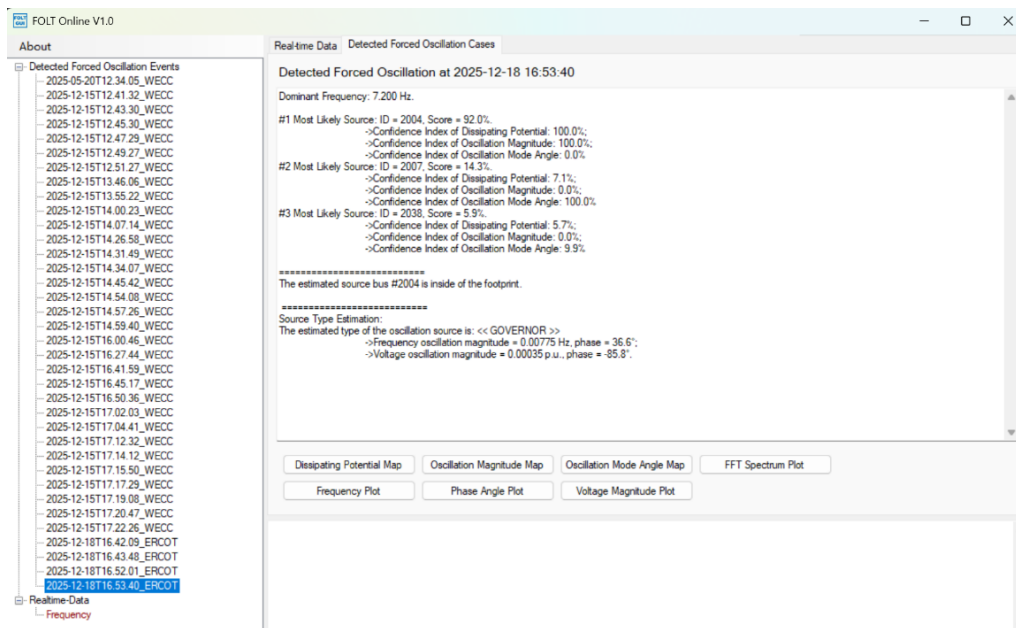 FOLT GUI FOLT Online V1.0
About
Detected Forced Oscillation Events
2025-05-20T12.34.05_WECC
2025-12-15T12.41.32_WECC
2025-12-15T12.43.30_WECC
2025-12-15T12.45.30_WECC
2025-12-15T12.47.29_WECC
2025-12-15T12.49.27_WECC
2025-12-15T12.51.27_WECC
2025-12-15T13.46.06_WECC
2025-12-15T13.55.22_WECC
2025-12-15T14.00.23_WECC
2025-12-15T14.07.14_WECC
2025-12-15T14.26.58_WECC
2025-12-15T14.31.49_WECC
2025-12-15T14.34.07_WECC
2025-12-15T14.45.42_WECC
2025-12-15T14.54.08_WECC
2025-12-15T14.57.26_WECC
2025-12-15T14.59.40_WECC
2025-12-15T16.00.46_WECC
2025-12-15T16.27.44_WECC
2025-12-15T16.41.59_WECC
2025-12-15T16.45.17_WECC
2025-12-15T16.50.36_WECC
2025-12-15T17.02.03_WECC
2025-12-15T17.04.41_WECC
2025-12-15T17.12.32_WECC
2025-12-15T17.14.12_WECC
2025-12-15T17.15.50_WECC
2025-12-15T17.17.29_WECC
2025-12-15T17.19.08_WECC
2025-12-15T17.20.47_WECC
2025-12-15T17.22.26_WECC
2025-12-18T16.42.09_ERCOT
2025-12-18T16.43.48_ERCOT
2025-12-18T16.52.01_ERCOT
2025-12-18T16.53.40_ERCOT
Realtime-Data
Frequency
Real-time Data Detected Forced Oscillation Cases
Detected Forced Oscillation at 2025-12-18 16:53:40
Dominant Frequency: 7.200 Hz.
#1 Most Likely Source: ID = 2004, Score = 92.0%.
->Confidence Index of Dissipating Potential: 100.0%;
->Confidence Index of Oscillation Magnitude: 100.0%;
->Confidence Index of Oscillation Mode Angle: 0.0%
#2 Most Likely Source: ID = 2007, Score = 14.3%.
->Confidence Index of Dissipating Potential: 7.1%;
->Confidence Index of Oscillation Magnitude: 0.0%;
->Confidence Index of Oscillation Mode Angle: 100.0%
#3 Most Likely Source: ID = 2038, Score = 5.9%.
->Confidence Index of Dissipating Potential: 5.7%;
->Confidence Index of Oscillation Magnitude: 0.0%;
->Confidence Index of Oscillation Mode Angle: 9.9%
===========================
The estimated source bus #2004 is inside of the footprint.
===========================
Source Type Estimation:
The estimated type of the oscillation source is: << GOVERNOR >>
->Frequency oscillation magnitude = 0.00775 Hz, phase = 36.6°;
->Voltage oscillation magnitude = 0.00035 p.u., phase = -85.8°.
Dissipating Potential Map Oscillation Magnitude Map Oscillation Mode Angle Map FFT Spectrum Plot
Frequency Plot Phase Angle Plot Voltage Magnitude Plot